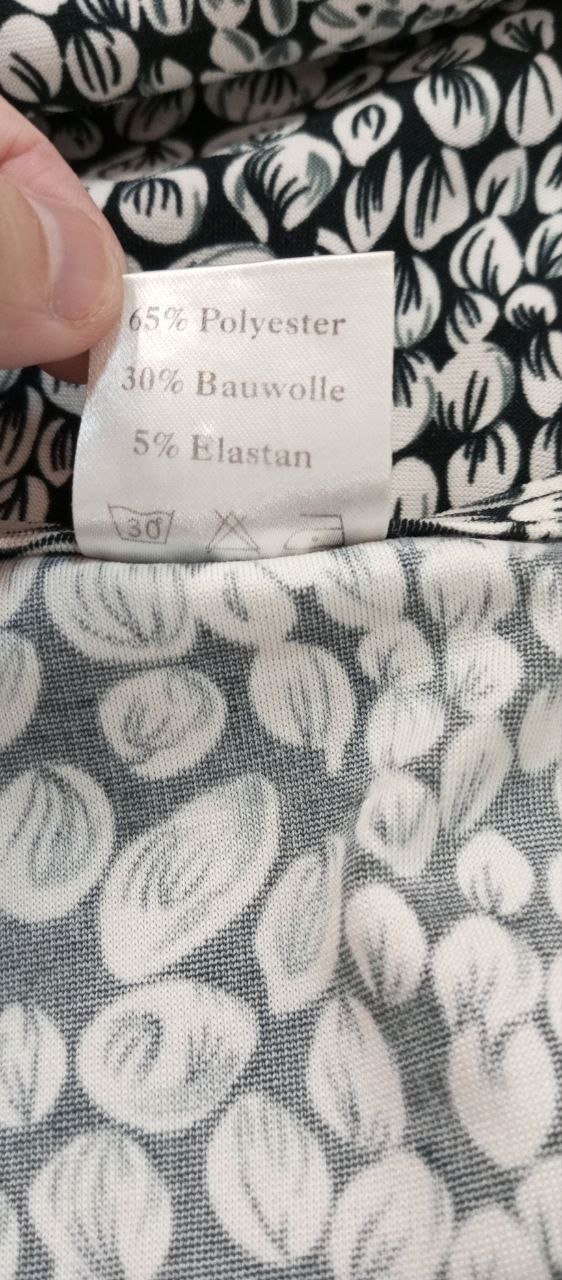 65% Polyester
30% Bauwolle
5% Elastan
30